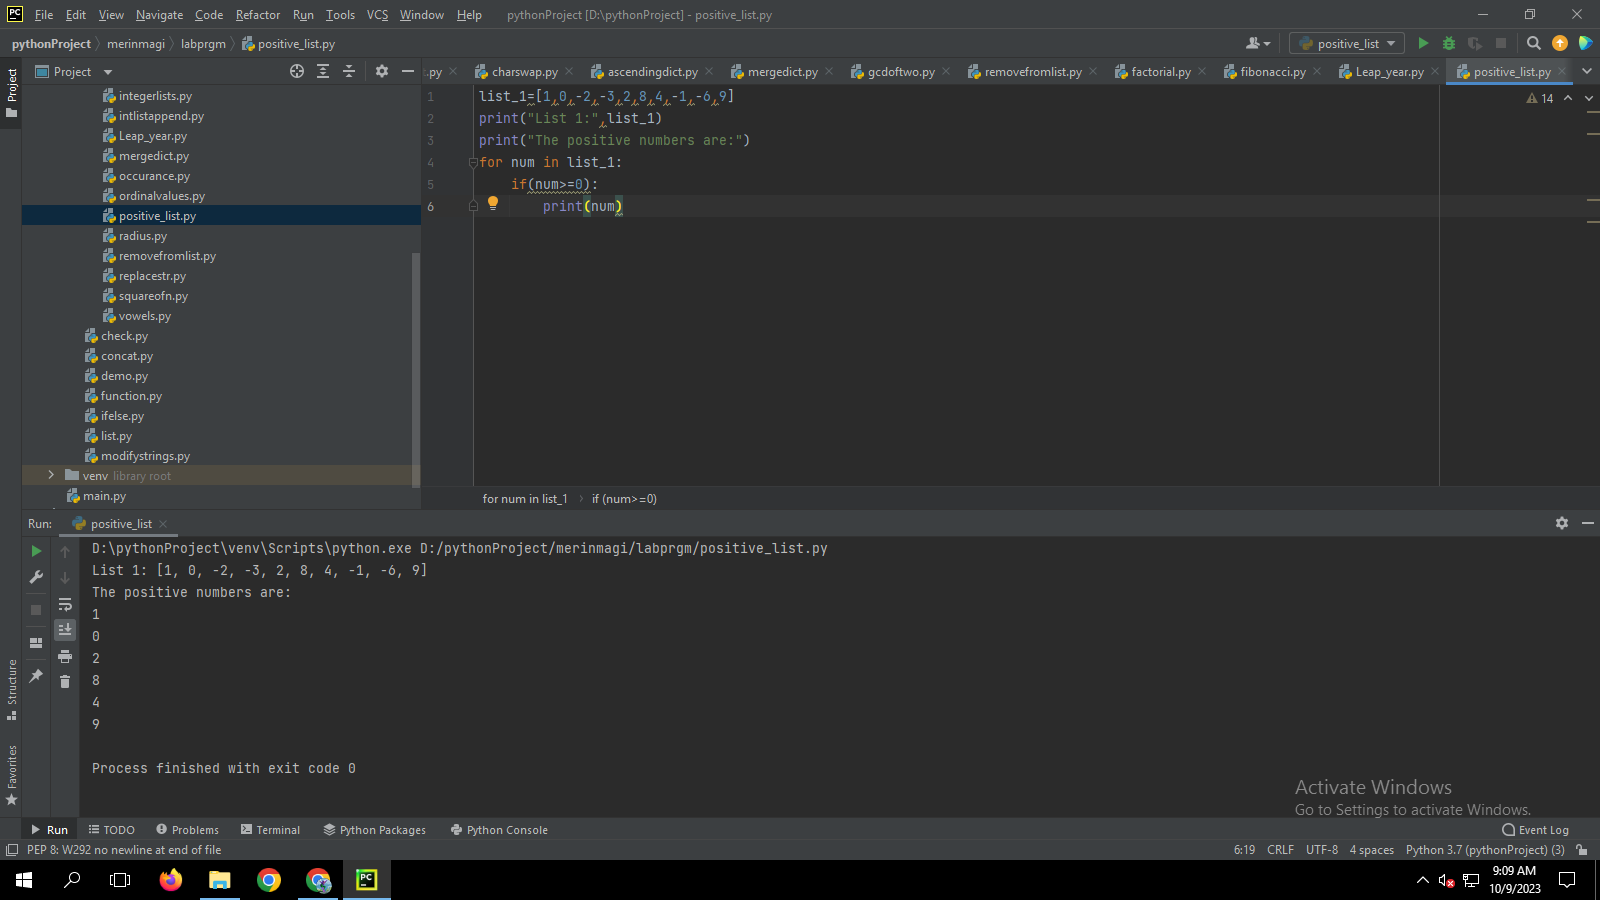 File Edit View Navigate Code Refactor Run Tools VCS Window Help pythonProject [D:\pythonProject] - positive_list.py
pythonProject merinmagi labprgm positive_list.py positive_list
Project
t.py charswap.py ascendingdict.py mergedict.py gcdoftwo.py removefromlist.py factorial.py fibonacci.py Leap_year.py positive_list.py
Project
integerlists.py
intlistappend.py
Leap_year.py
mergedict.py
occurance.py
ordinalvalues.py
positive_list.py
radius.py
removefromlist.py
replacestr.py
squareofn.py
vowels.py
check.py
concat.py
demo.py
function.py
ifelse.py
list.py
modifystrings.py
venv library root
main.py
14
1 list_1=[1,0,-2,-3,2,8,4,-1,-6,9]
2 print("List 1:",list_1)
3 print("The positive numbers are:")
4 for num in list_1:
5 if(num>=0):
6 print(num)
for num in list_1 if (num>=0)
Run: positive_list
D:\pythonProject\venv\Scripts\python.exe D:/pythonProject/merinmagi/labprgm/positive_list.py
List 1: [1, 0, -2, -3, 2, 8, 4, -1, -6, 9]
The positive numbers are:
1
0
2
8
4
9
Process finished with exit code 0
Structure
Favorites
Activate Windows
Go to Settings to activate Windows.
Run TODO Problems Terminal Python Packages Python Console Event Log
PEP 8: W292 no newline at end of file 6:19 CRLF UTF-8 4 spaces Python 3.7 (pythonProject) (3)
PC
9:09 AM
10/9/2023